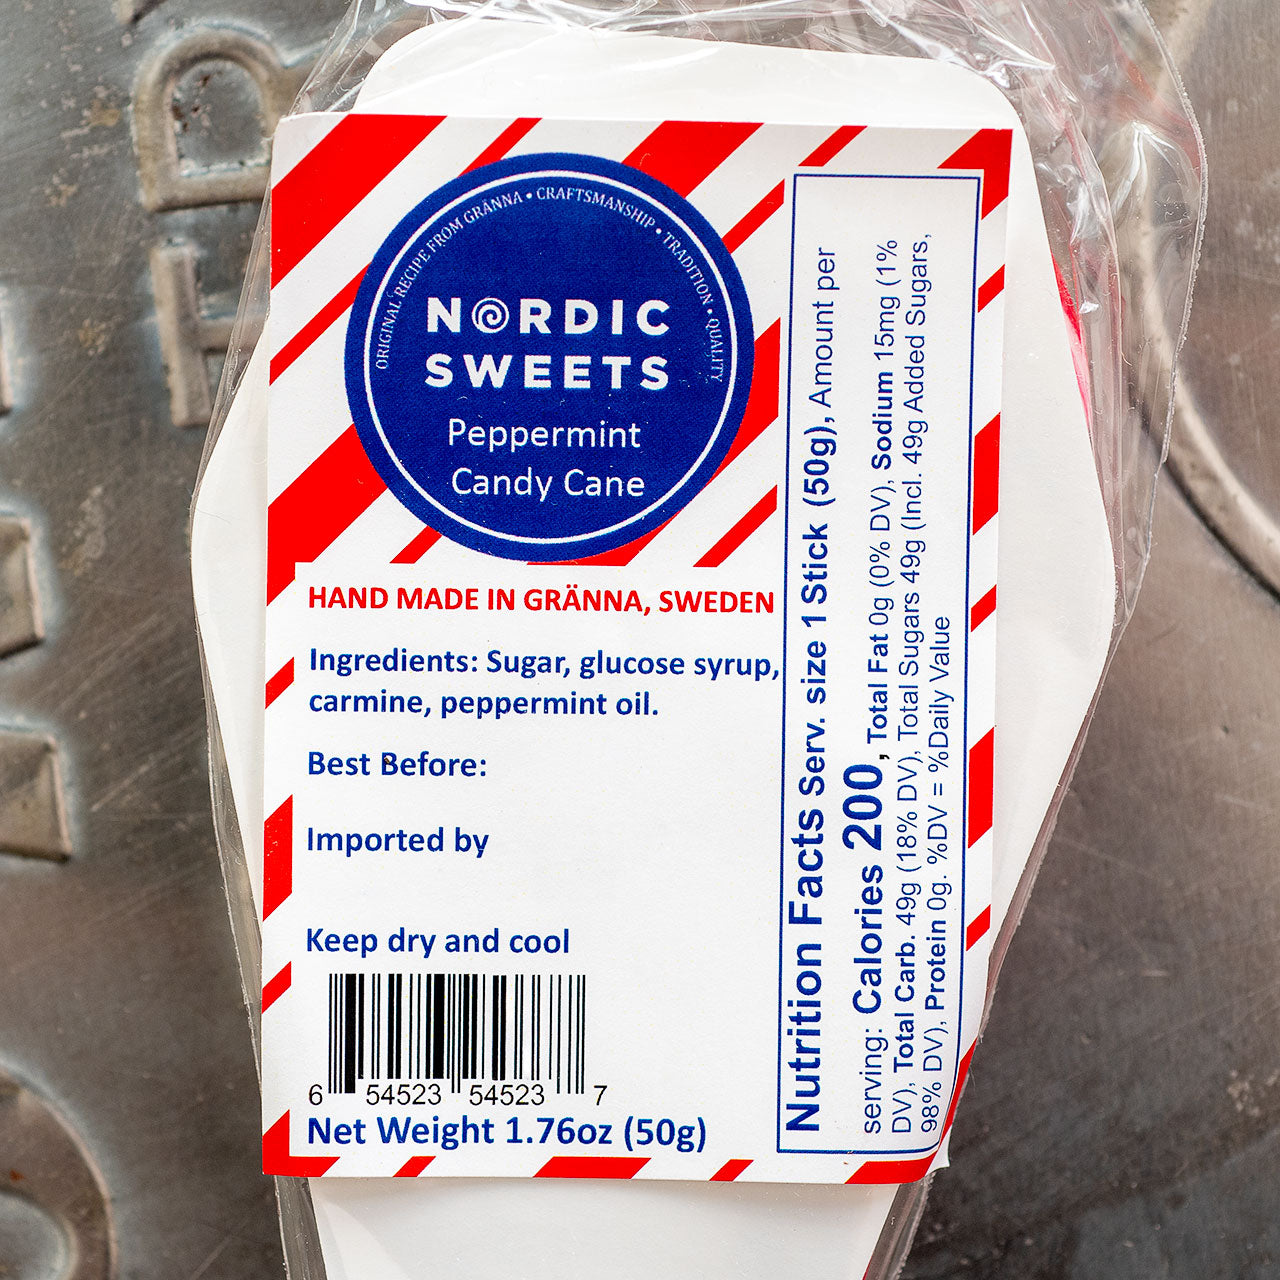 ORIGINAL RECIPE FROM GRÄNNA • CRAFTSMANSHIP • TRADITION • QUALITY
NORDIC
SWEETS
Peppermint
Candy Cane
HAND MADE IN GRÄNNA, SWEDEN
Ingredients: Sugar, glucose syrup,
carmine, peppermint oil.
Best Before:
Imported by
Keep dry and cool
6 54523 54523 7
Net Weight 1.76oz (50g)
Nutrition Facts Serv. size 1 Stick (50g), Amount per
serving: Calories 200, Total Fat 0g (0% DV), Sodium 15mg (1%
DV), Total Carb. 49g (18% DV), Total Sugars 49g (Incl. 49g Added Sugars,
98% DV), Protein 0g. %DV = %Daily Value